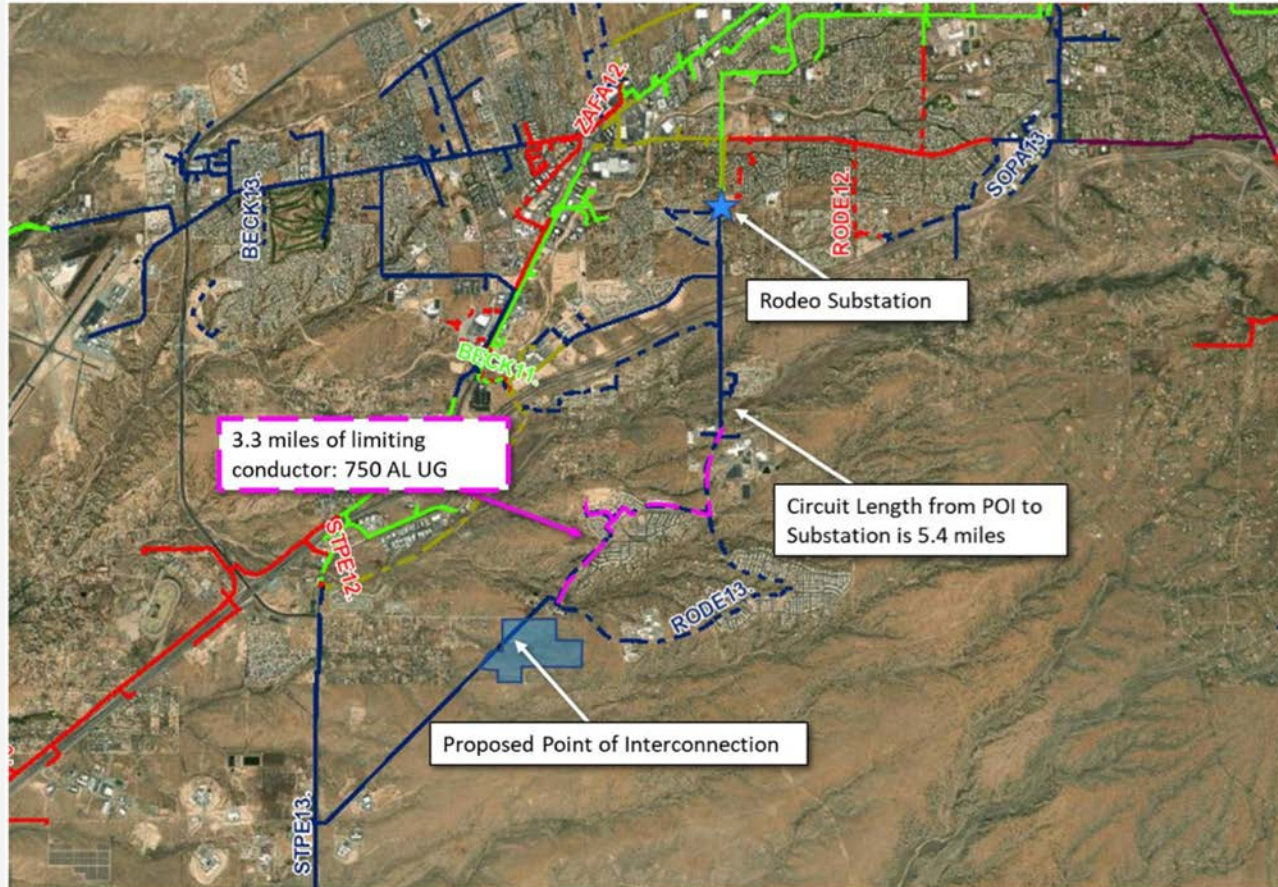 ZAFA12.
SOPA13.
RODE12.
BECK13.
Rodeo Substation
BECK11.
3.3 miles of limiting
conductor: 750 AL UG
Circuit Length from POI to
Substation is 5.4 miles
STPE12.
RODE13.
Proposed Point of Interconnection
STPE13.